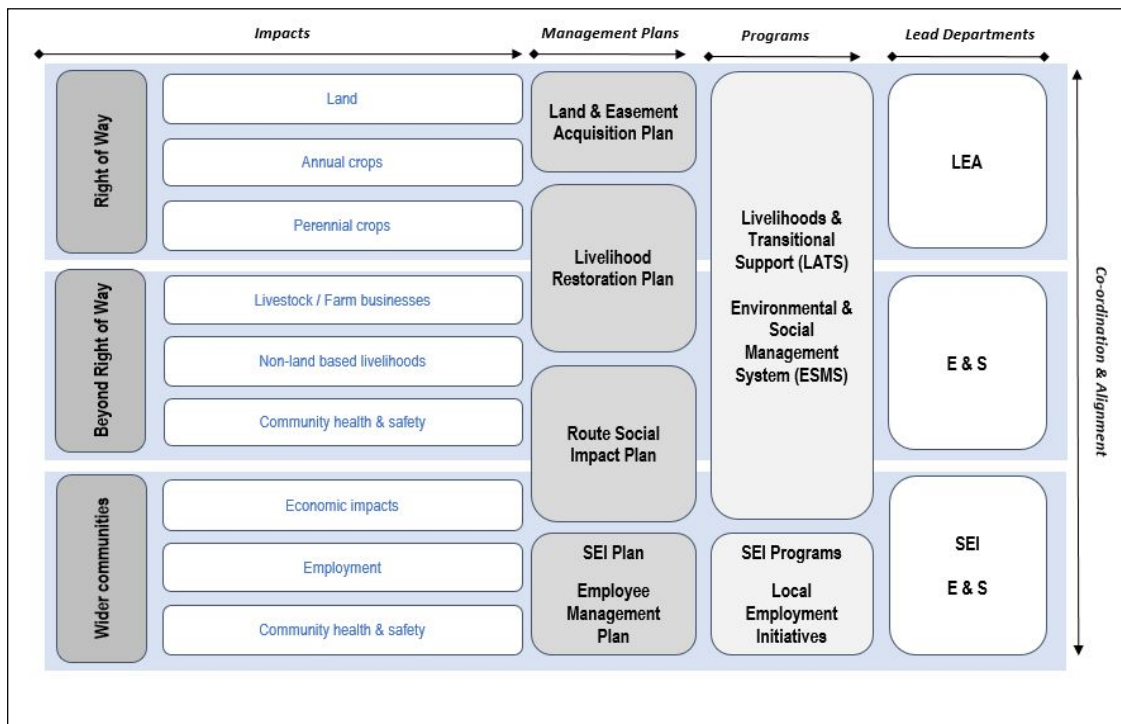 Impacts
Management Plans
Programs
Lead Departments
Right of Way
Land
Annual crops
Perennial crops
Beyond Right of Way
Livestock / Farm businesses
Non-land based livelihoods
Community health & safety
Wider communities
Economic impacts
Employment
Community health & safety
Land & Easement
Acquisition Plan
Livelihood
Restoration Plan
Route Social
Impact Plan
SEI Plan
Employee
Management
Plan
Livelihoods &
Transitional
Support (LATS)
Environmental &
Social
Management
System (ESMS)
SEI Programs
Local
Employment
Initiatives
LEA
E & S
SEI
E & S
Co-ordination & Alignment